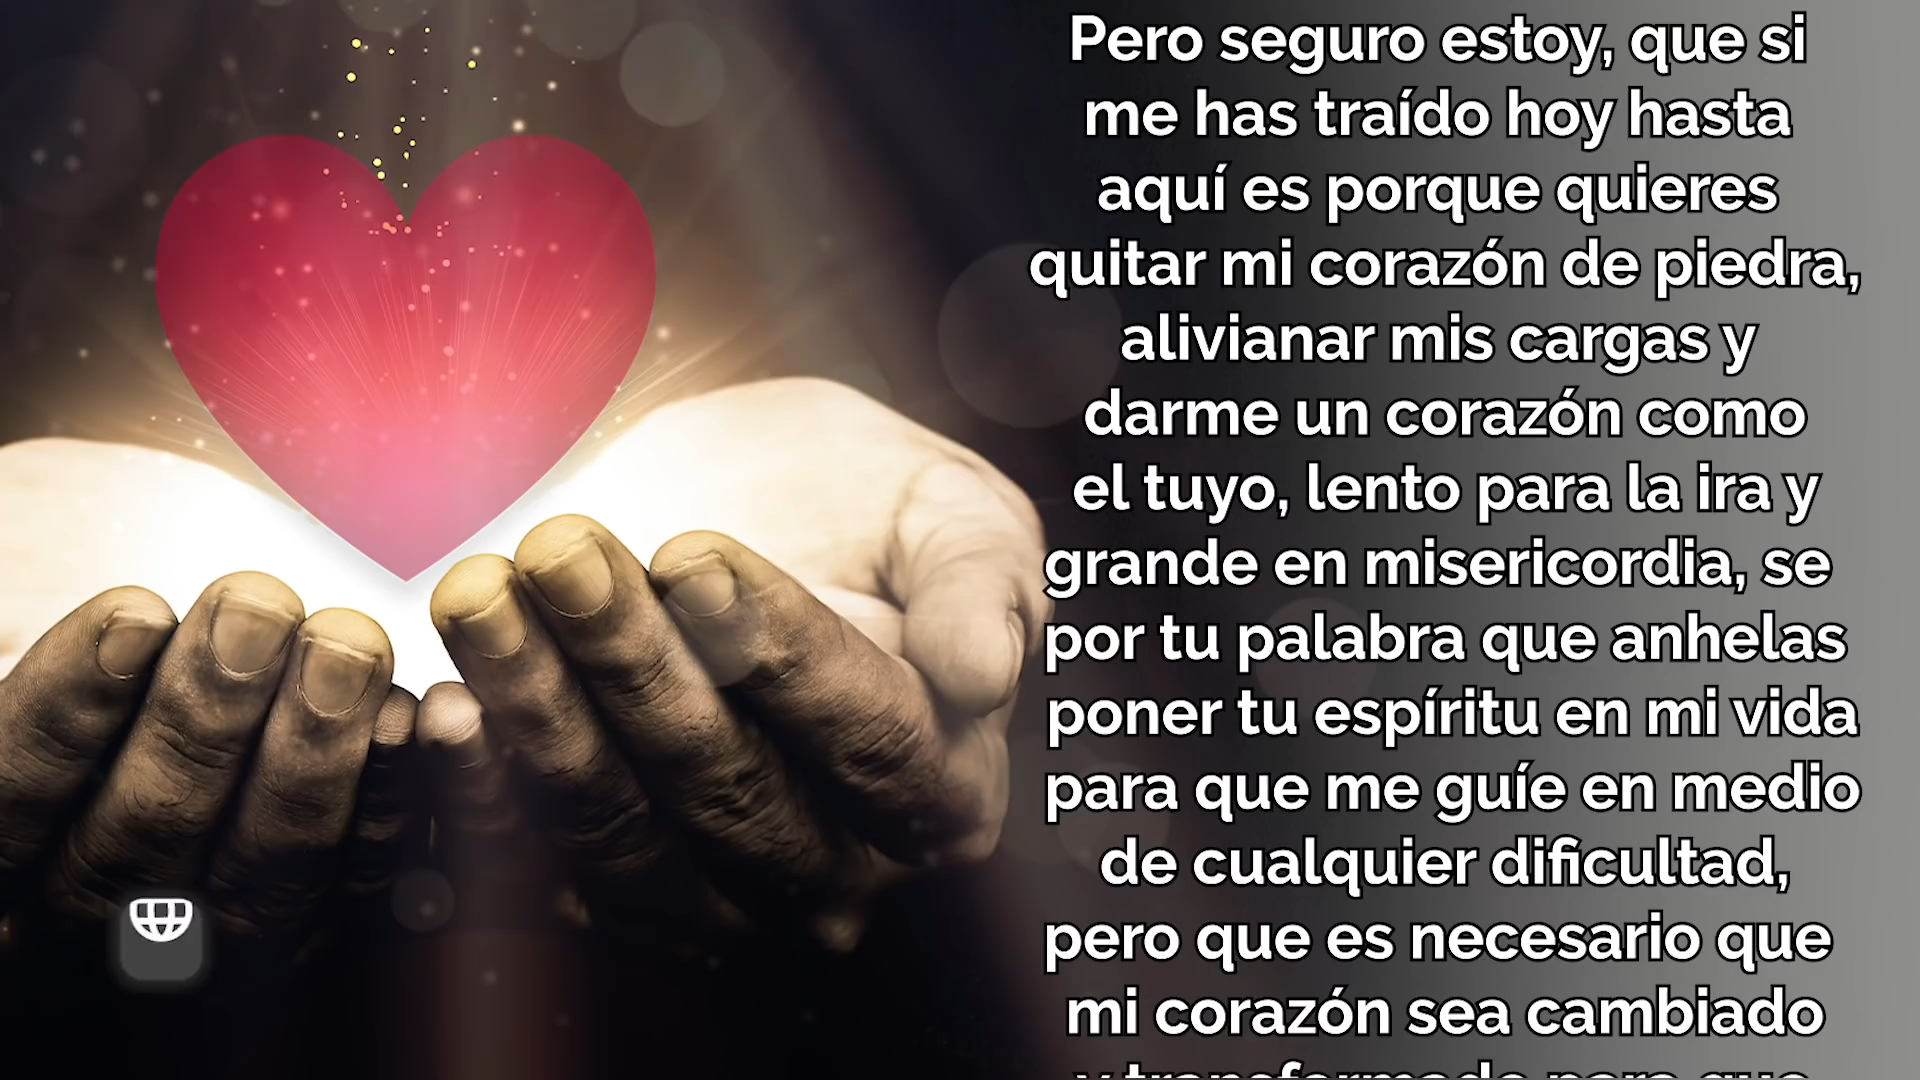 Pero seguro estoy, que si
me has traído hoy hasta
aquí es porque quieres
quitar mi corazón de piedra,
alivianar mis cargas y
darme un corazón como
el tuyo, lento para la ira y
grande en misericordia, se
por tu palabra que anhelas
poner tu espíritu en mi vida
para que me guíe en medio
de cualquier dificultad,
pero que es necesario que
mi corazón sea cambiado
y transformado para que